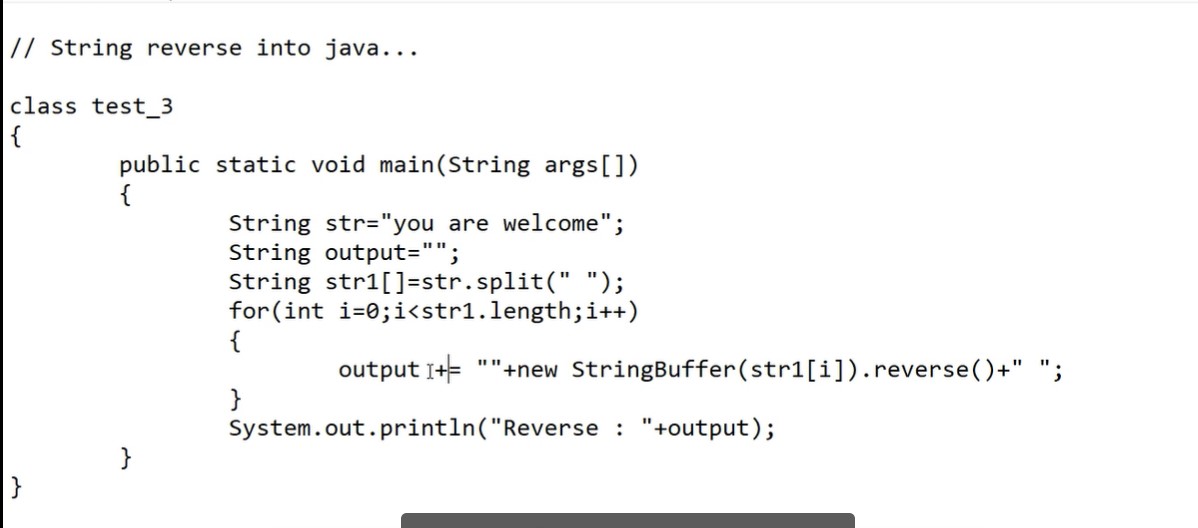 // String reverse into java...
class test_3
{
public static void main(String args[])
{
String str="you are welcome";
String output="";
String str1[]=str.split(" ");
for(int i=0;i<str1.length;i++)
{
output += ""+new StringBuffer(str1[i]).reverse()+" ";
}
System.out.println("Reverse : "+output);
}
}